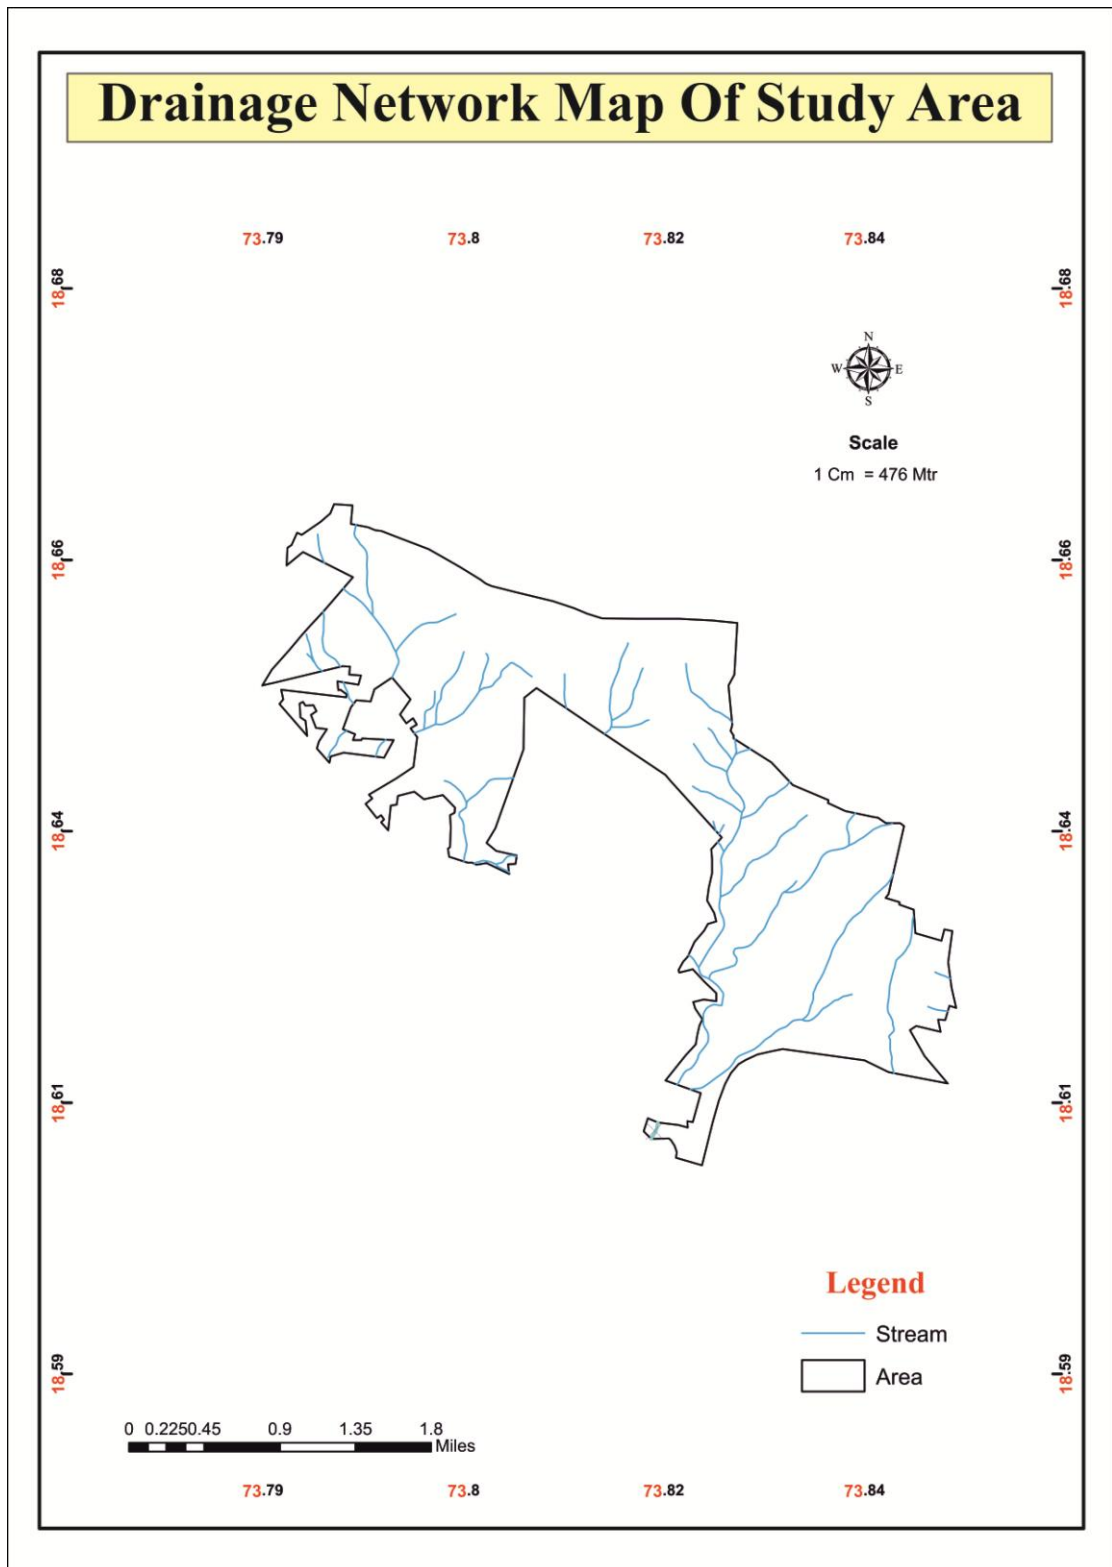 Drainage Network Map Of Study Area
73.79 73.8 73.82 73.84
18.68 18.68
N
W E
S
Scale
1 Cm = 476 Mtr
18.66 18.66
18.64 18.64
18.61 18.61
Legend
Stream
18.59 18.59
Area
0 0.2250.45 0.9 1.35 1.8
Miles
73.79 73.8 73.82 73.84